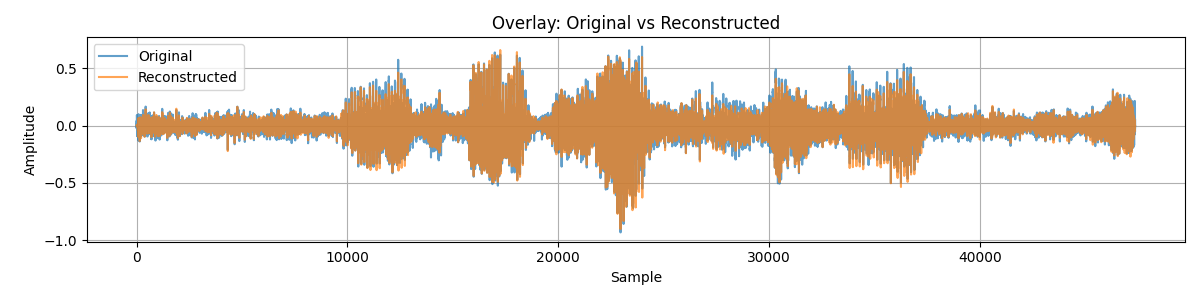 Overlay: Original vs Reconstructed
Original
Reconstructed
Amplitude
0.5
0.0
−0.5
−1.0
0
10000
20000
30000
40000
Sample